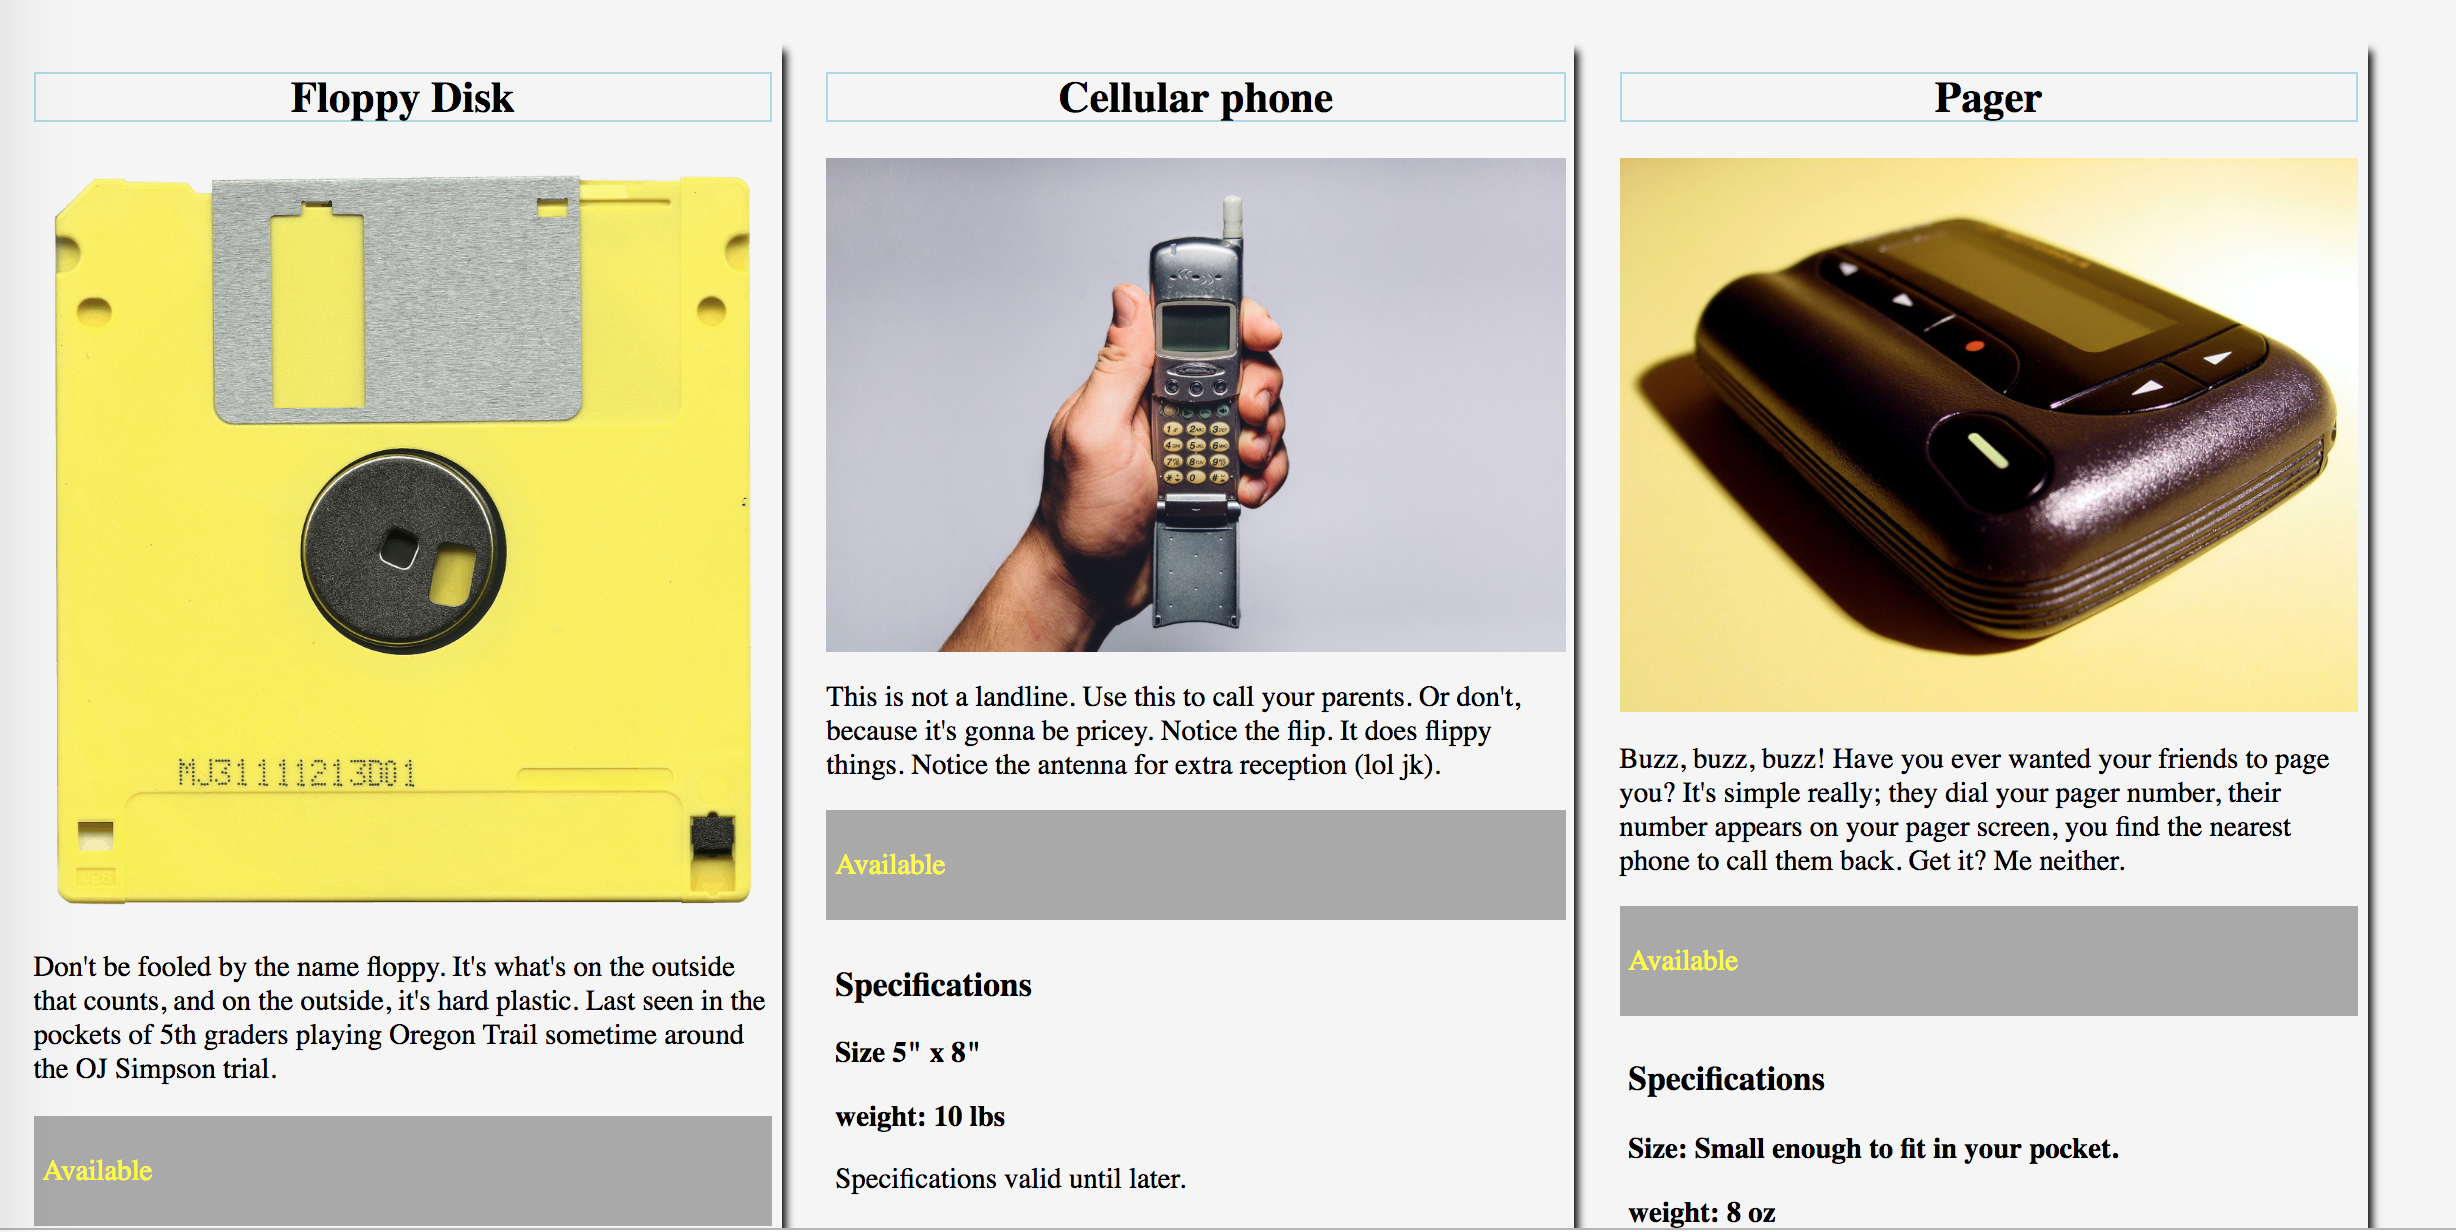 Floppy Disk
MJ31111213D01
Don't be fooled by the name floppy. It's what's on the outside
that counts, and on the outside, it's hard plastic. Last seen in the
pockets of 5th graders playing Oregon Trail sometime around
the OJ Simpson trial.
Available
Cellular phone
This is not a landline. Use this to call your parents. Or don't,
because it's gonna be pricey. Notice the flip. It does flippy
things. Notice the antenna for extra reception (lol jk).
Available
Specifications
Size 5" x 8"
weight: 10 lbs
Specifications valid until later.
Pager
Buzz, buzz, buzz! Have you ever wanted your friends to page
you? It's simple really; they dial your pager number, their
number appears on your pager screen, you find the nearest
phone to call them back. Get it? Me neither.
Available
Specifications
Size: Small enough to fit in your pocket.
weight: 8 oz